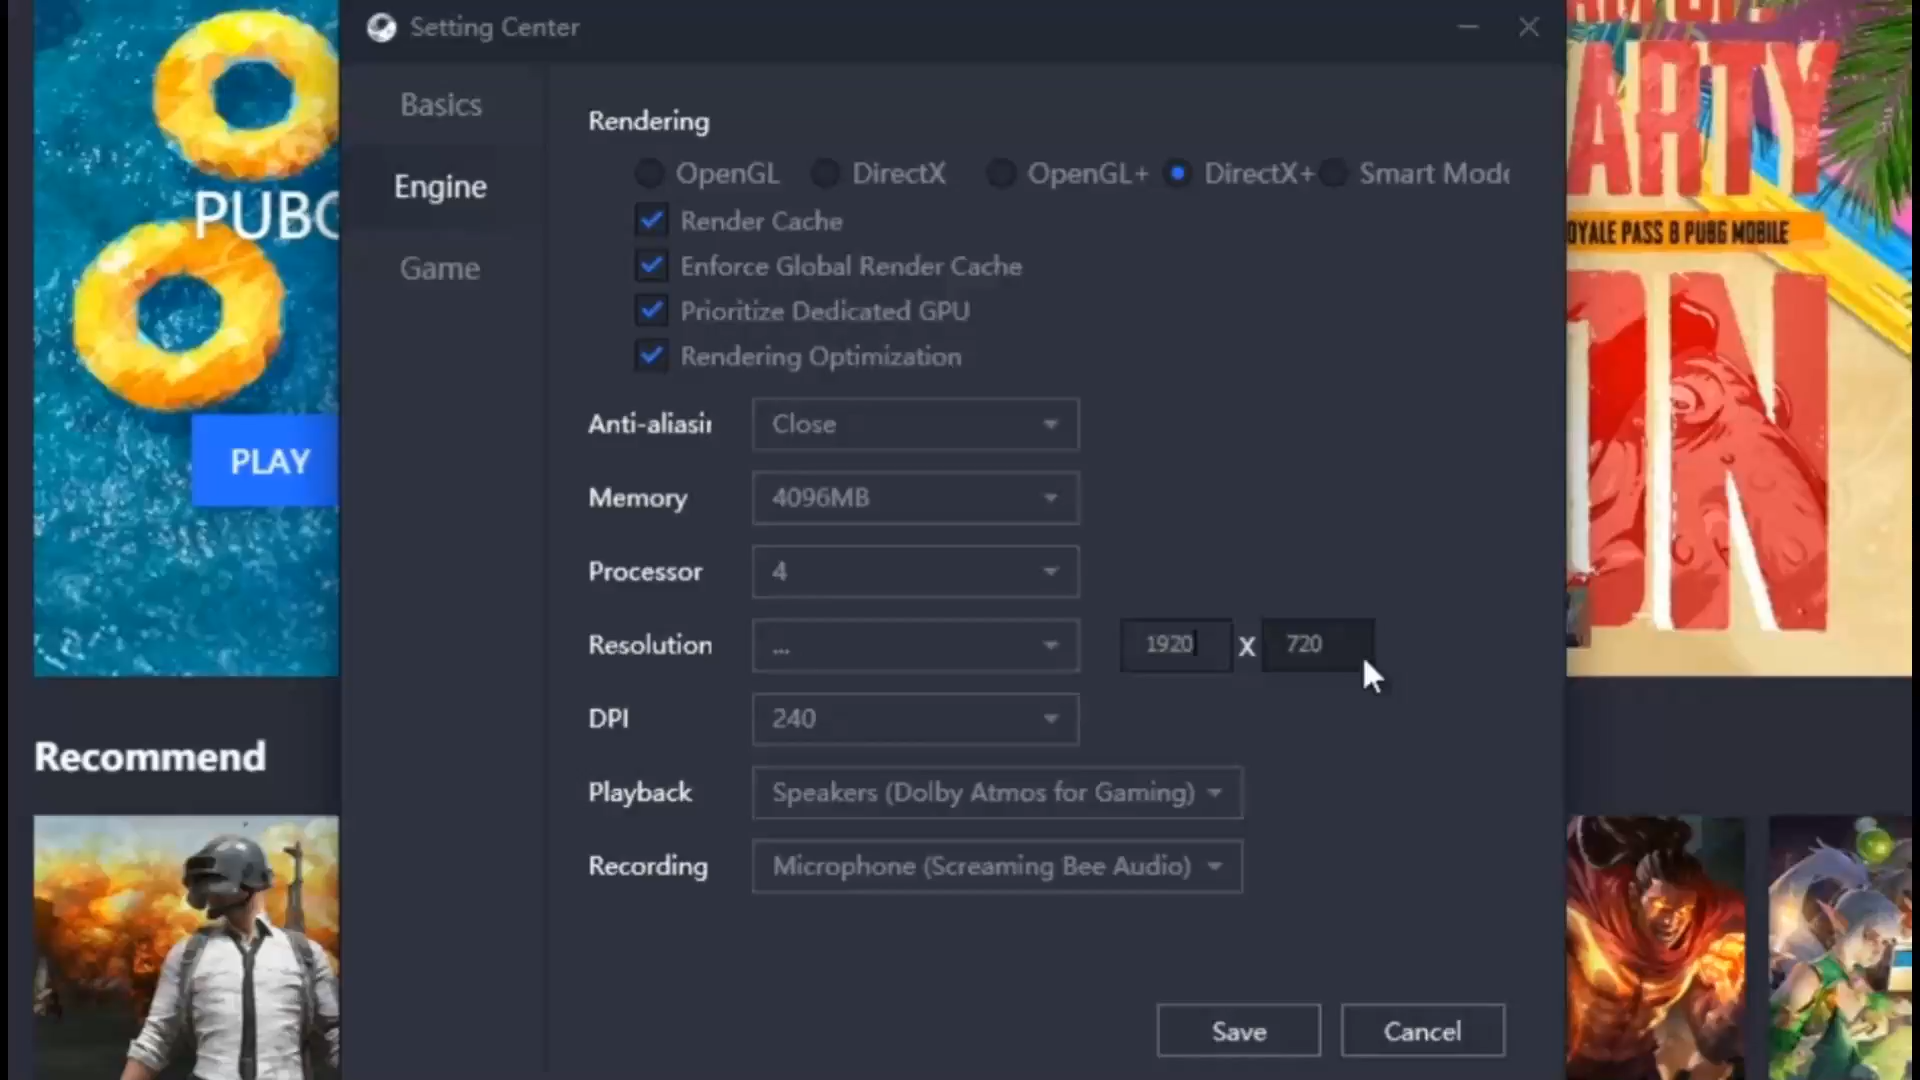 Setting Center
Basics
Engine
Game
Rendering
OpenGL DirectX OpenGL+ DirectX+ Smart Mode
Render Cache
Enforce Global Render Cache
Prioritize Dedicated GPU
Rendering Optimization
Anti-aliasin Close
Memory 4096MB
Processor 4
Resolution ... 1920 x 720
DPI 240
Playback Speakers (Dolby Atmos for Gaming)
Recording Microphone (Screaming Bee Audio)
Save Cancel
PUBG
PLAY
Recommend
ARTY
OYALE PASS 8 PUBG MOBILE
ON